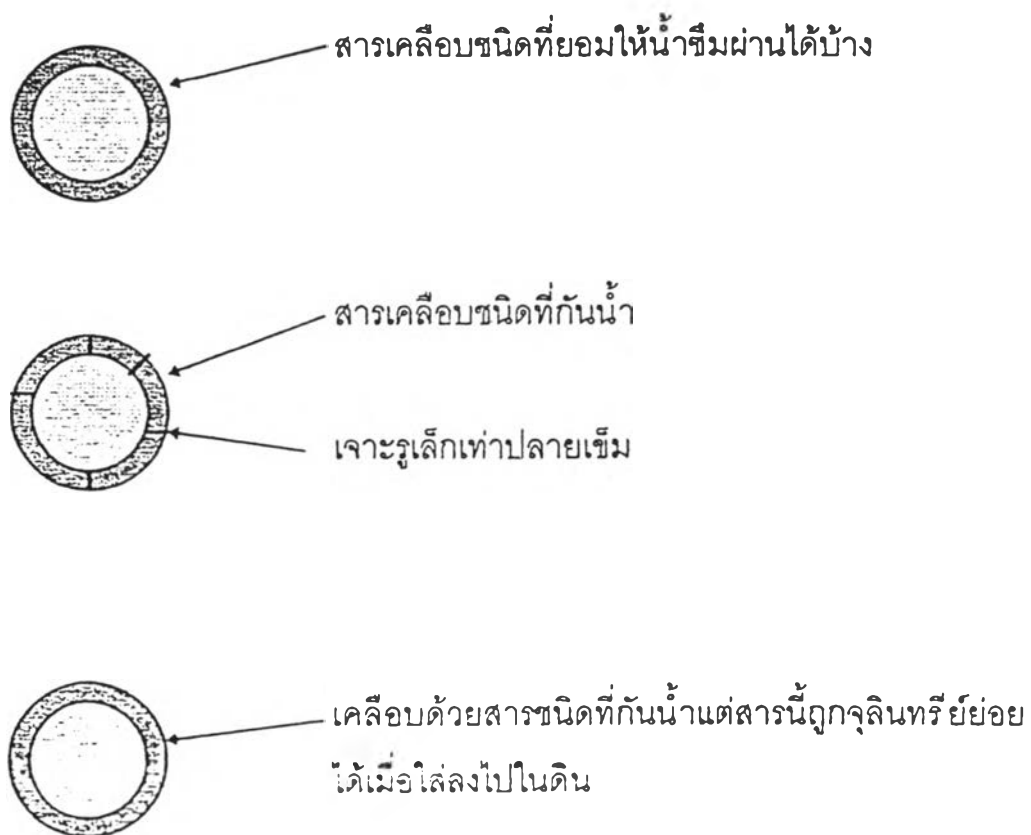 สารเคลือบชนิดที่ยอมให้น้ำซึมผ่านได้บ้าง
สารเคลือบชนิดที่กันน้ำ
เจาะรูเล็กเท่าปลายเข็ม
เคลือบด้วยสารชนิดที่กันน้ำแต่สารนี้ถูกจุลินทรีย์ย่อย
ได้เมื่อใส่ลงไปในดิน